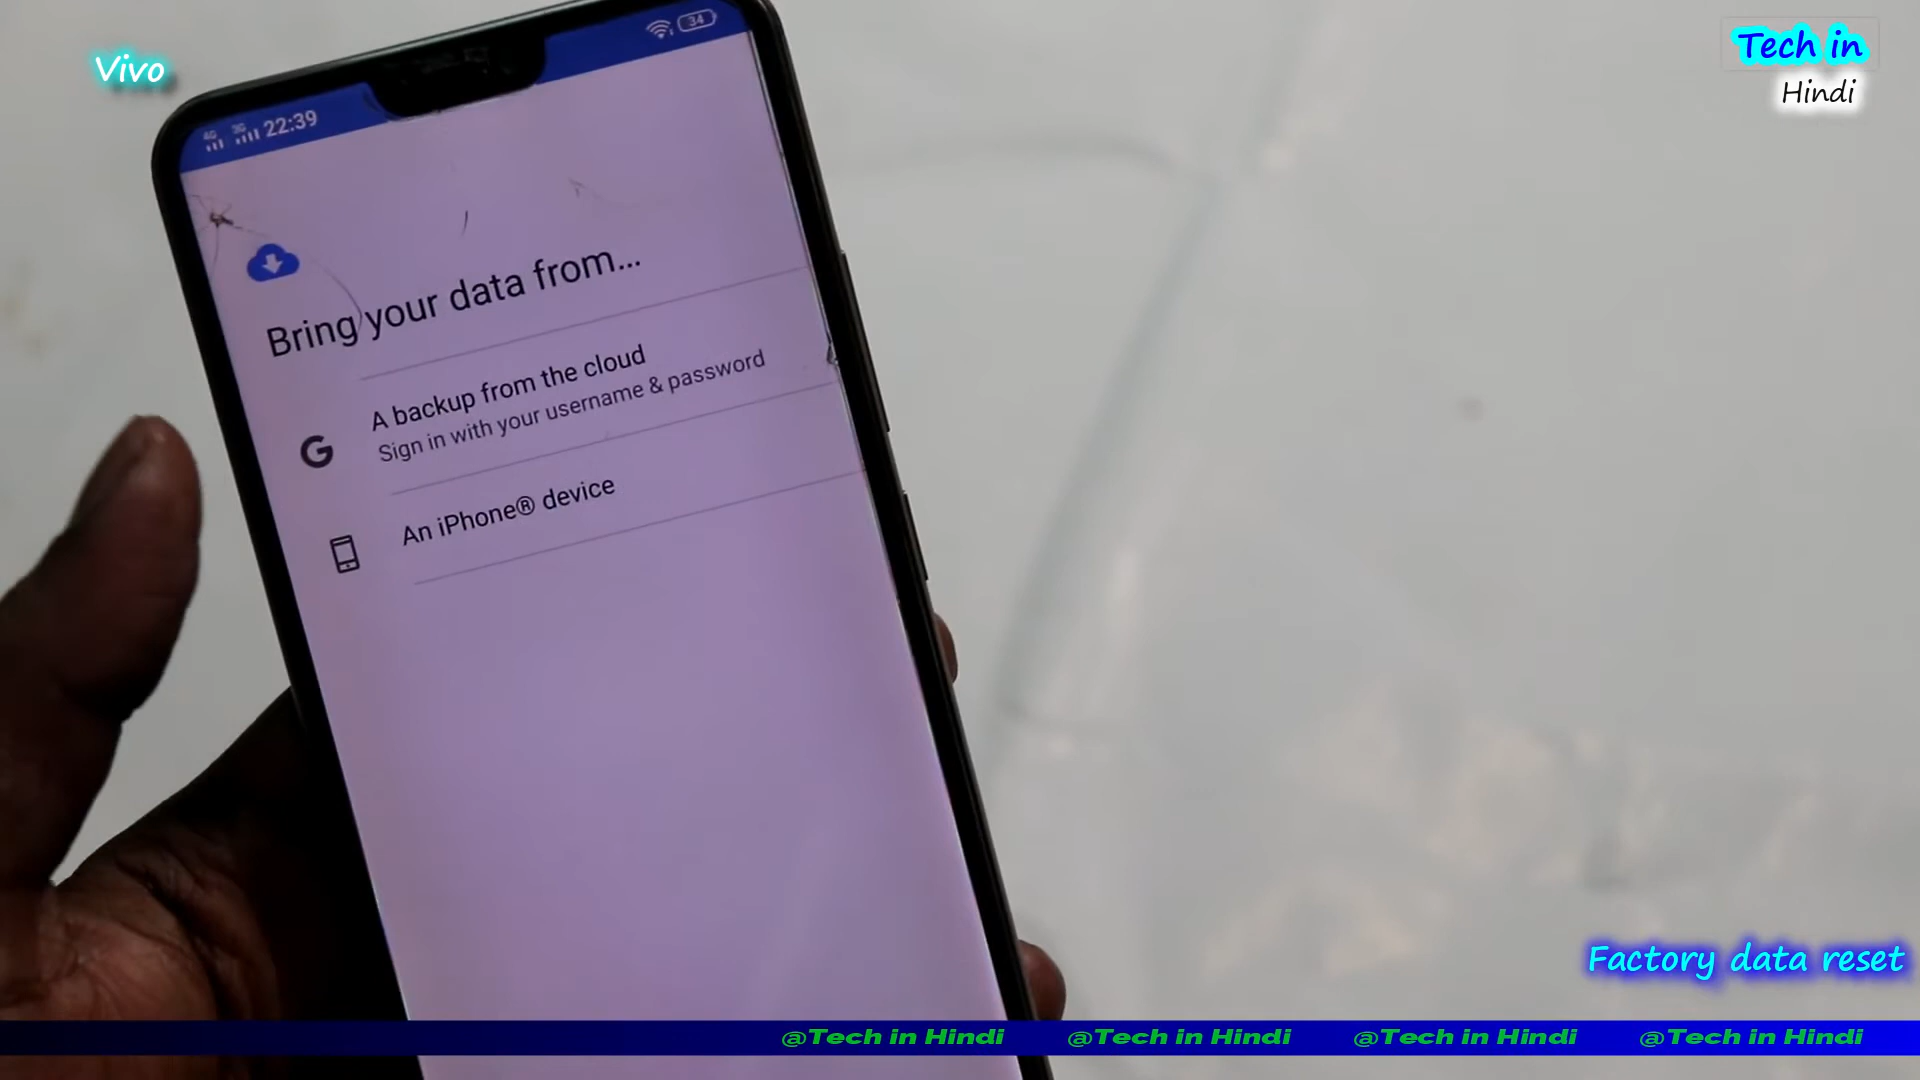 Vivo
Tech in
Hindi
4G 3G 22:39
34
Bring your data from...
A backup from the cloud
Sign in with your username & password
G
An iPhone® device
Factory data reset
@Tech in Hindi @Tech in Hindi @Tech in Hindi @Tech in Hindi